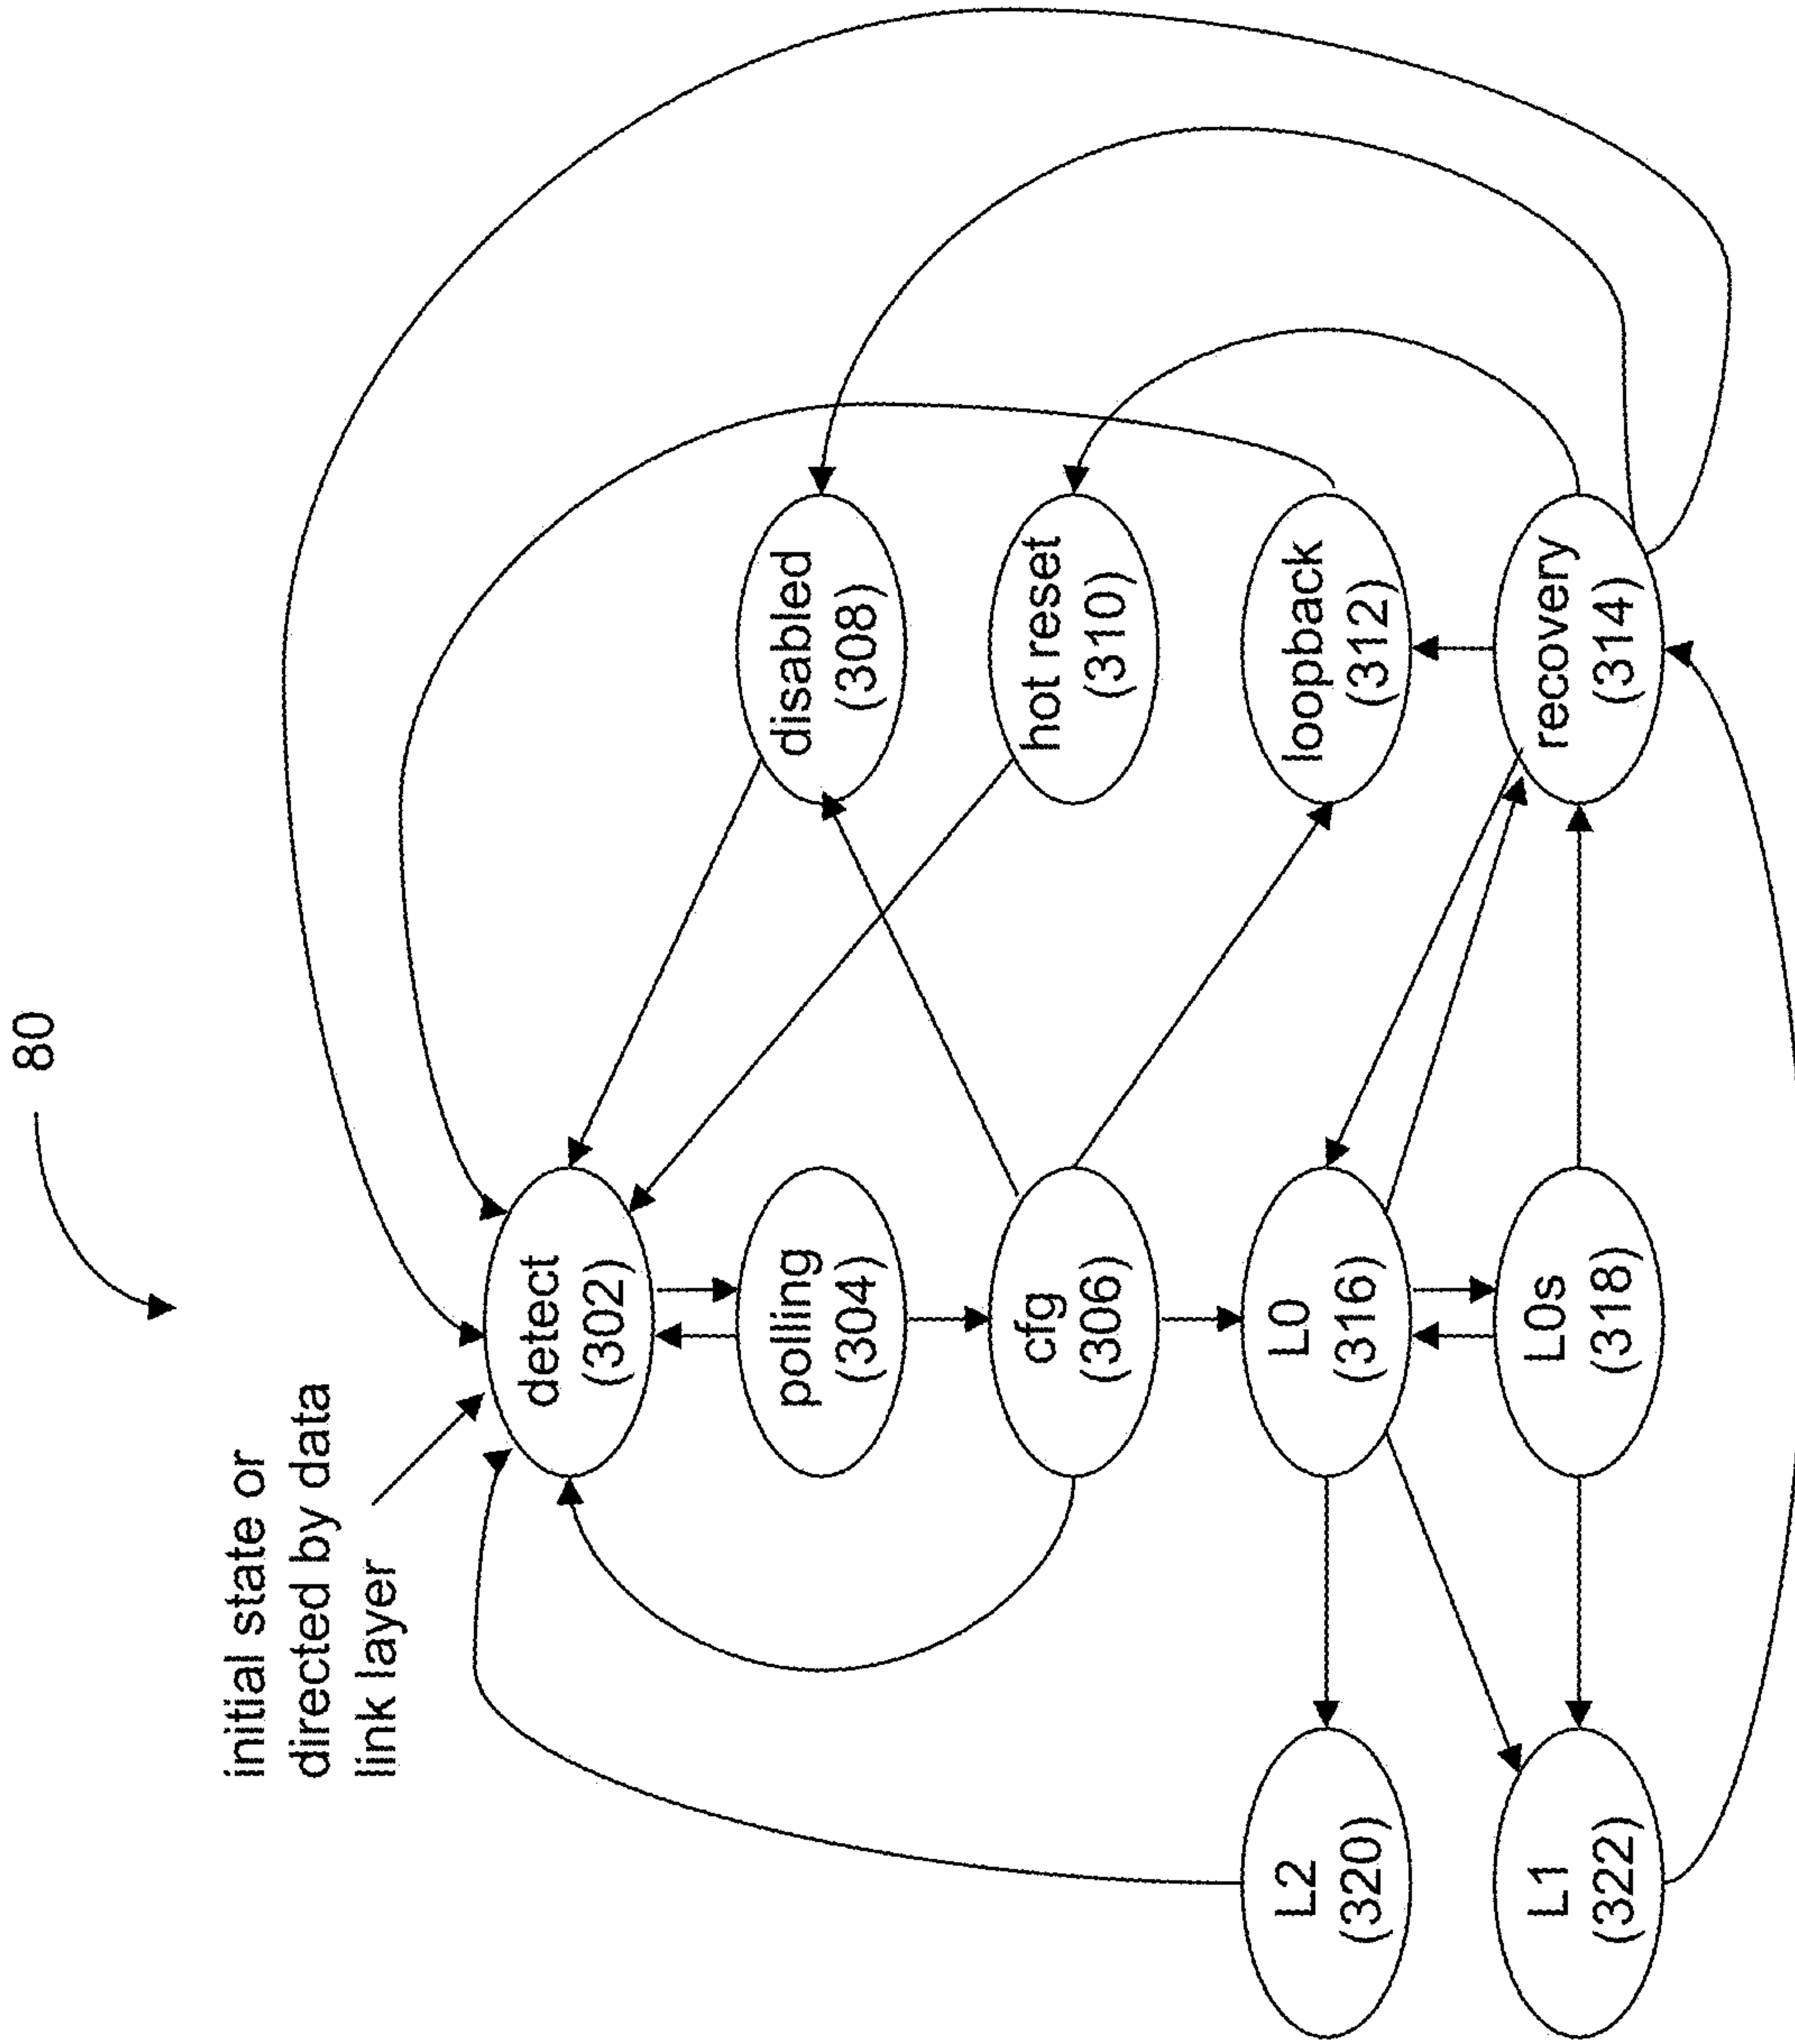 80
initial state or
directed by data
link layer
detect
(302)
polling
(304)
cfg
(306)
disabled
(308)
hot reset
(310)
loopback
(312)
recovery
(314)
L0
(316)
L0s
(318)
L2
(320)
L1
(322)